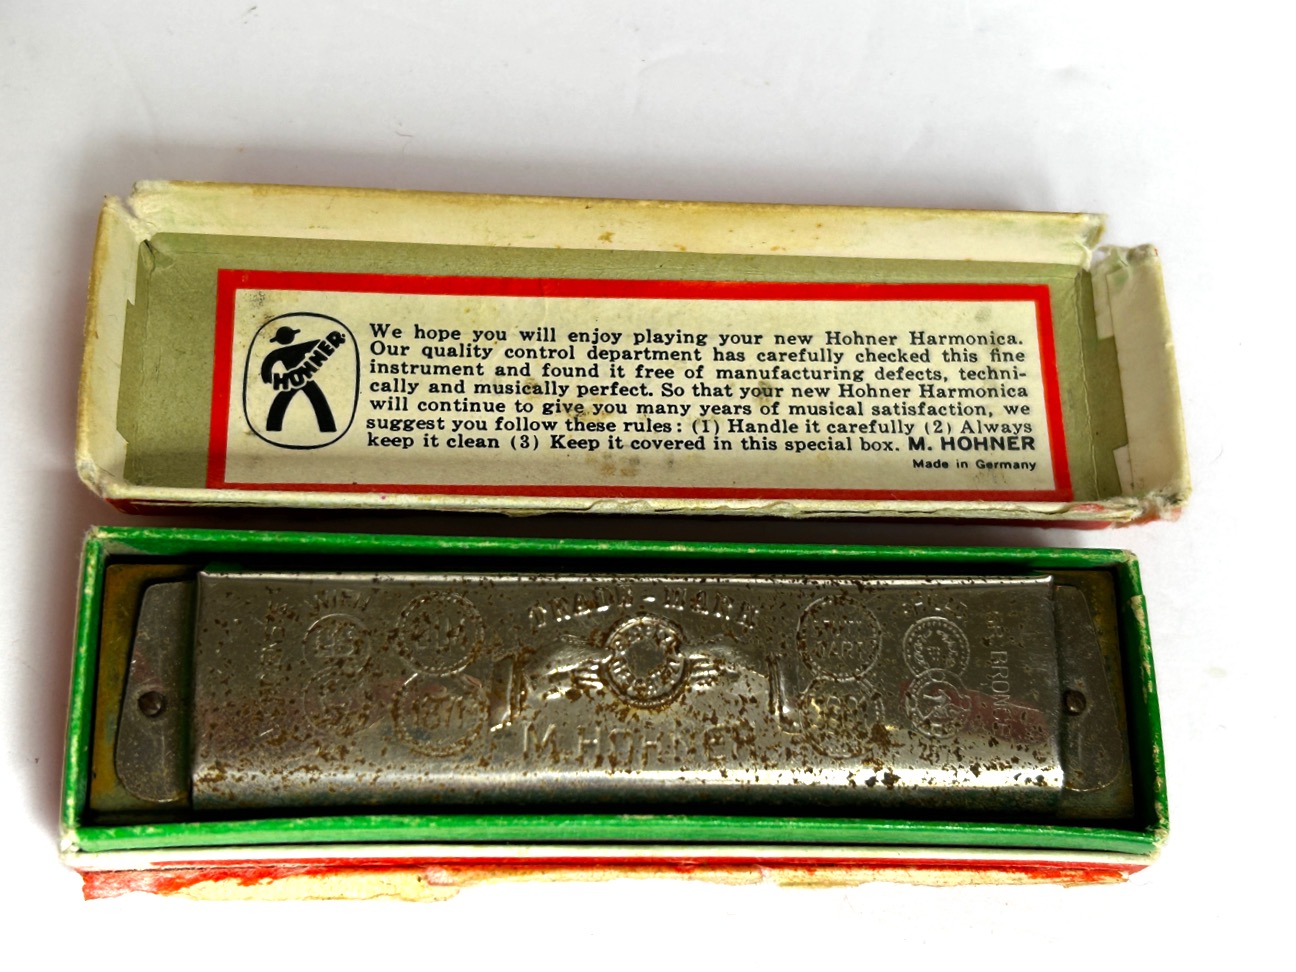 HOHNER
We hope you will enjoy playing your new Hohner Harmonica.
Our quality control department has carefully checked this fine
instrument and found it free of manufacturing defects, techni-
cally and musically perfect. So that your new Hohner Harmonica
will continue to give you many years of musical satisfaction, we
suggest you follow these rules: (1) Handle it carefully (2) Always
keep it clean (3) Keep it covered in this special box. M. HOHNER
Made in Germany
TRADE-MARK
WIEN
1871
M. HOHNER